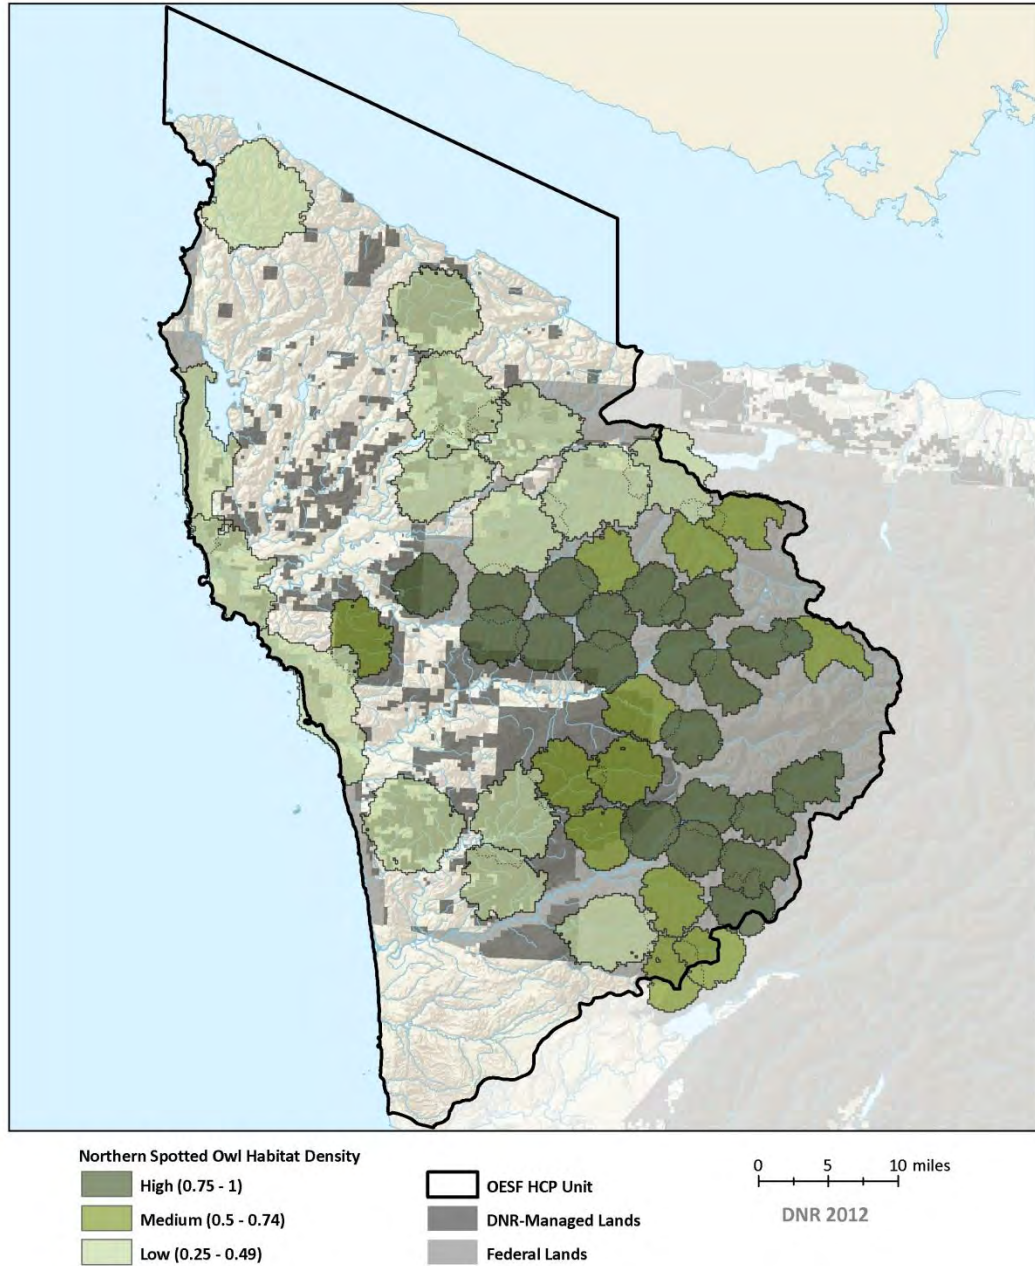 Northern Spotted Owl Habitat Density
High (0.75 - 1)
Medium (0.5 - 0.74)
Low (0.25 - 0.49)
OESF HCP Unit
DNR-Managed Lands
Federal Lands
0 5 10 miles
DNR 2012